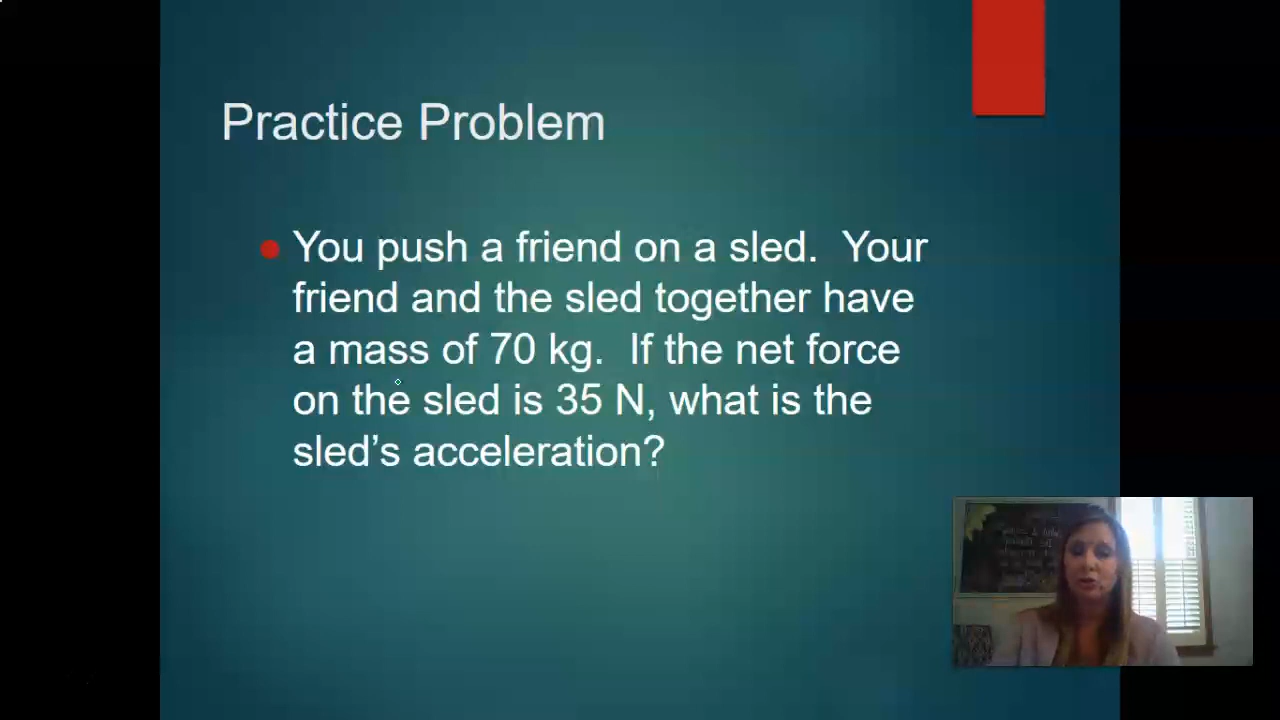 Practice Problem
You push a friend on a sled.  Your
friend and the sled together have
a mass of 70 kg.  If the net force
on the sled is 35 N, what is the
sled’s acceleration?